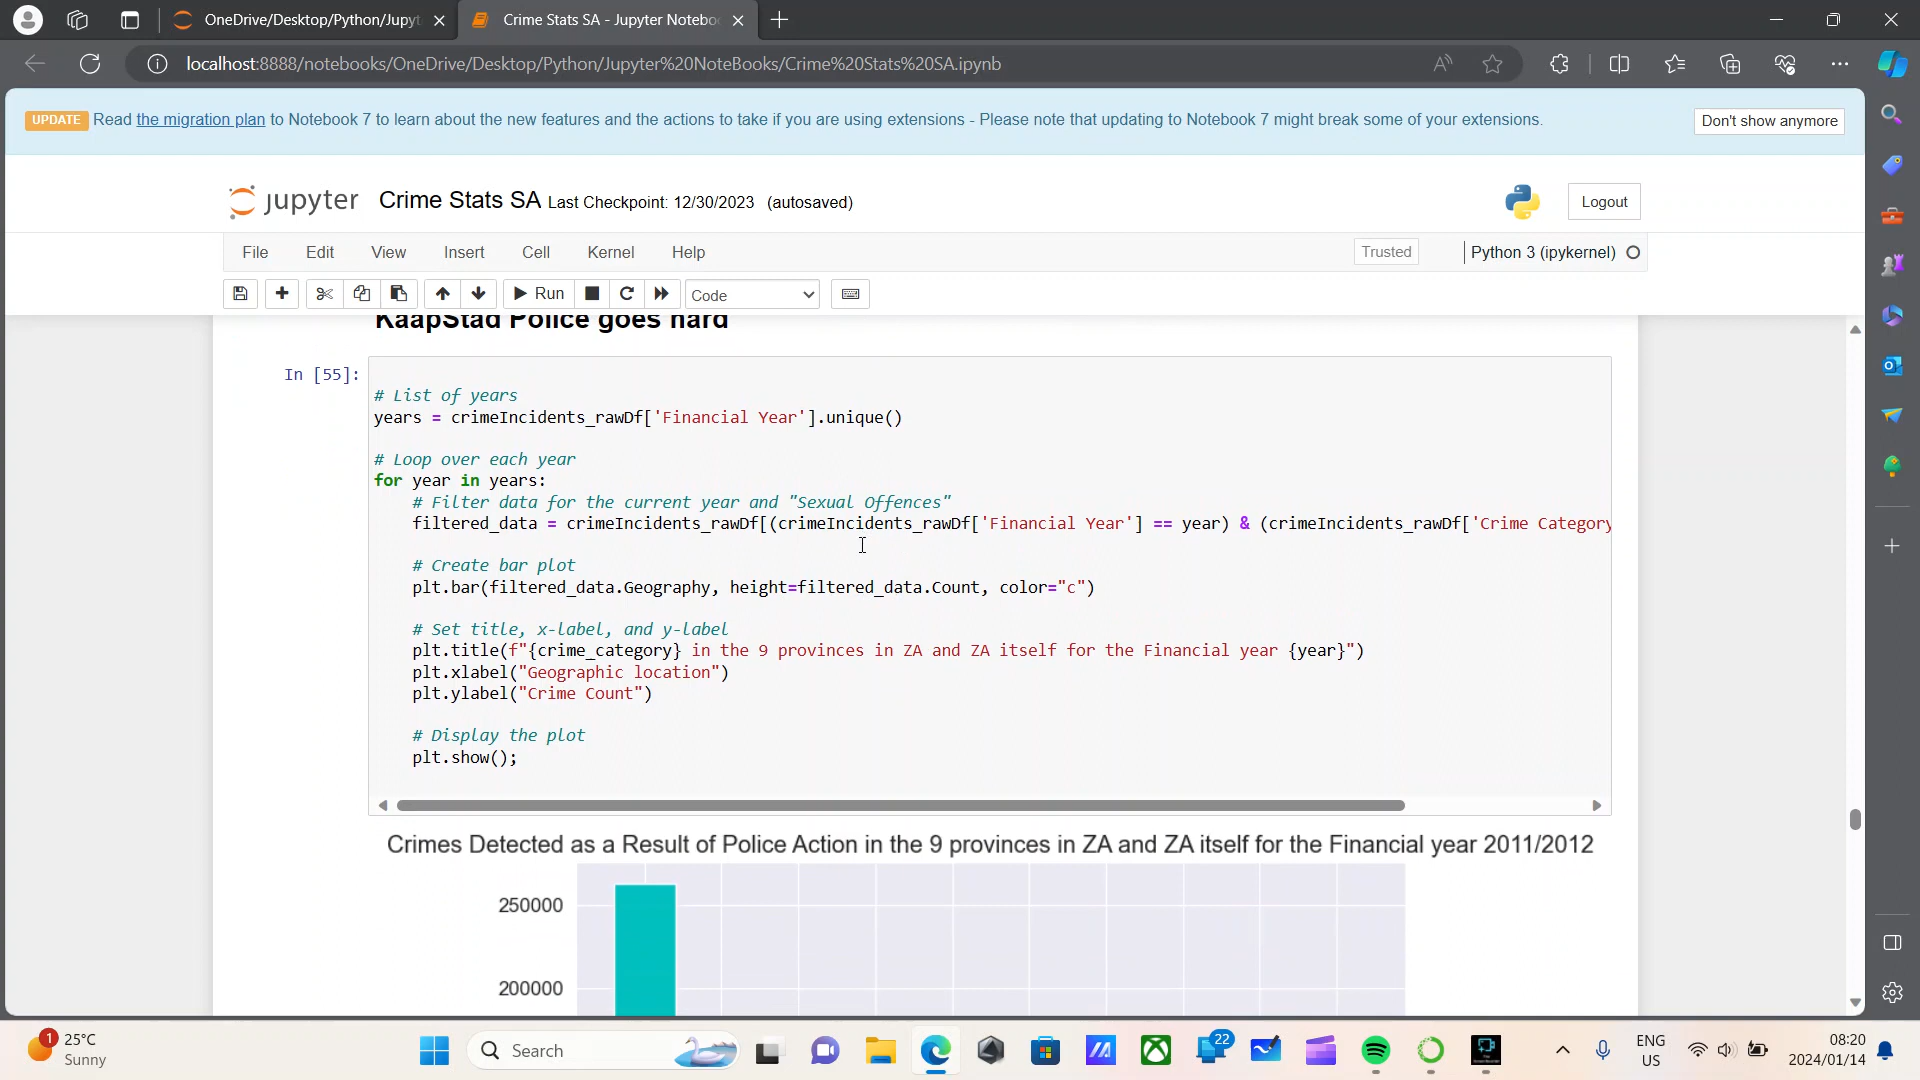 OneDrive/Desktop/Python/Jupyt
Crime Stats SA - Jupyter Notebo
localhost:8888/notebooks/OneDrive/Desktop/Python/Jupyter%20NoteBooks/Crime%20Stats%20SA.ipynb
UPDATE Read the migration plan to Notebook 7 to learn about the new features and the actions to take if you are using extensions - Please note that updating to Notebook 7 might break some of your extensions.
Don't show anymore
jupyter Crime Stats SA Last Checkpoint: 12/30/2023 (autosaved)
Logout
File Edit View Insert Cell Kernel Help
Trusted
Python 3 (ipykernel)
Run
Code
KaapStad Police goes hard
In [55]:
# List of years
years = crimeIncidents_rawDf['Financial Year'].unique()
# Loop over each year
for year in years:
# Filter data for the current year and "Sexual Offences"
filtered_data = crimeIncidents_rawDf[(crimeIncidents_rawDf['Financial Year'] == year) & (crimeIncidents_rawDf['Crime Category
# Create bar plot
plt.bar(filtered_data.Geography, height=filtered_data.Count, color="c")
# Set title, x-label, and y-label
plt.title(f"{crime_category} in the 9 provinces in ZA and ZA itself for the Financial year {year}")
plt.xlabel("Geographic location")
plt.ylabel("Crime Count")
# Display the plot
plt.show();
Crimes Detected as a Result of Police Action in the 9 provinces in ZA and ZA itself for the Financial year 2011/2012
250000
200000
1
25°C
Sunny
Search
22
ENG
US
08:20
2024/01/14